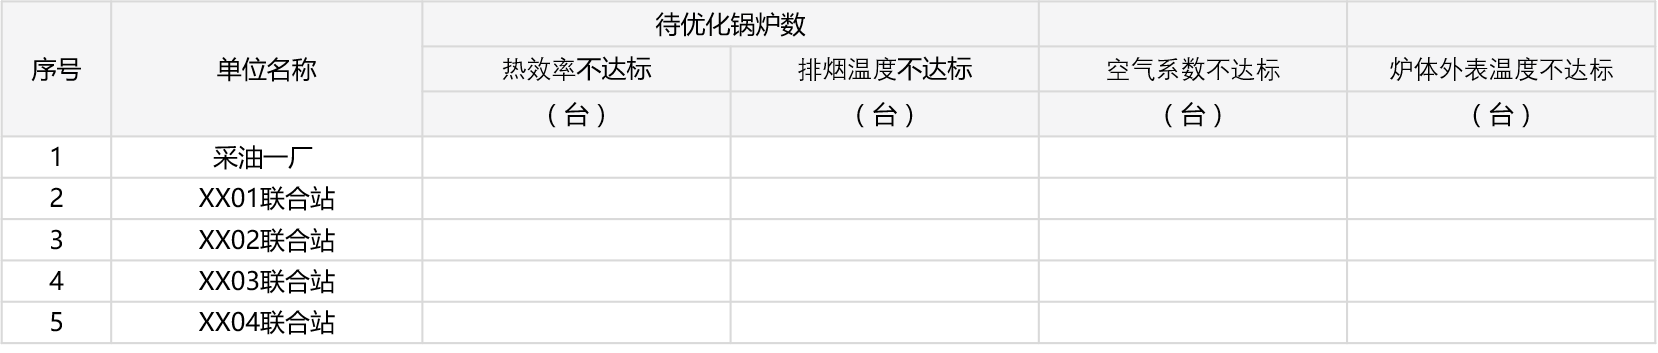 待优化锅炉数
序号 单位名称 热效率不达标 排烟温度不达标 空气系数不达标 炉体外表温度不达标
（台） （台） （台） （台）
1 采油一厂
2 XX01联合站
3 XX02联合站
4 XX03联合站
5 XX04联合站